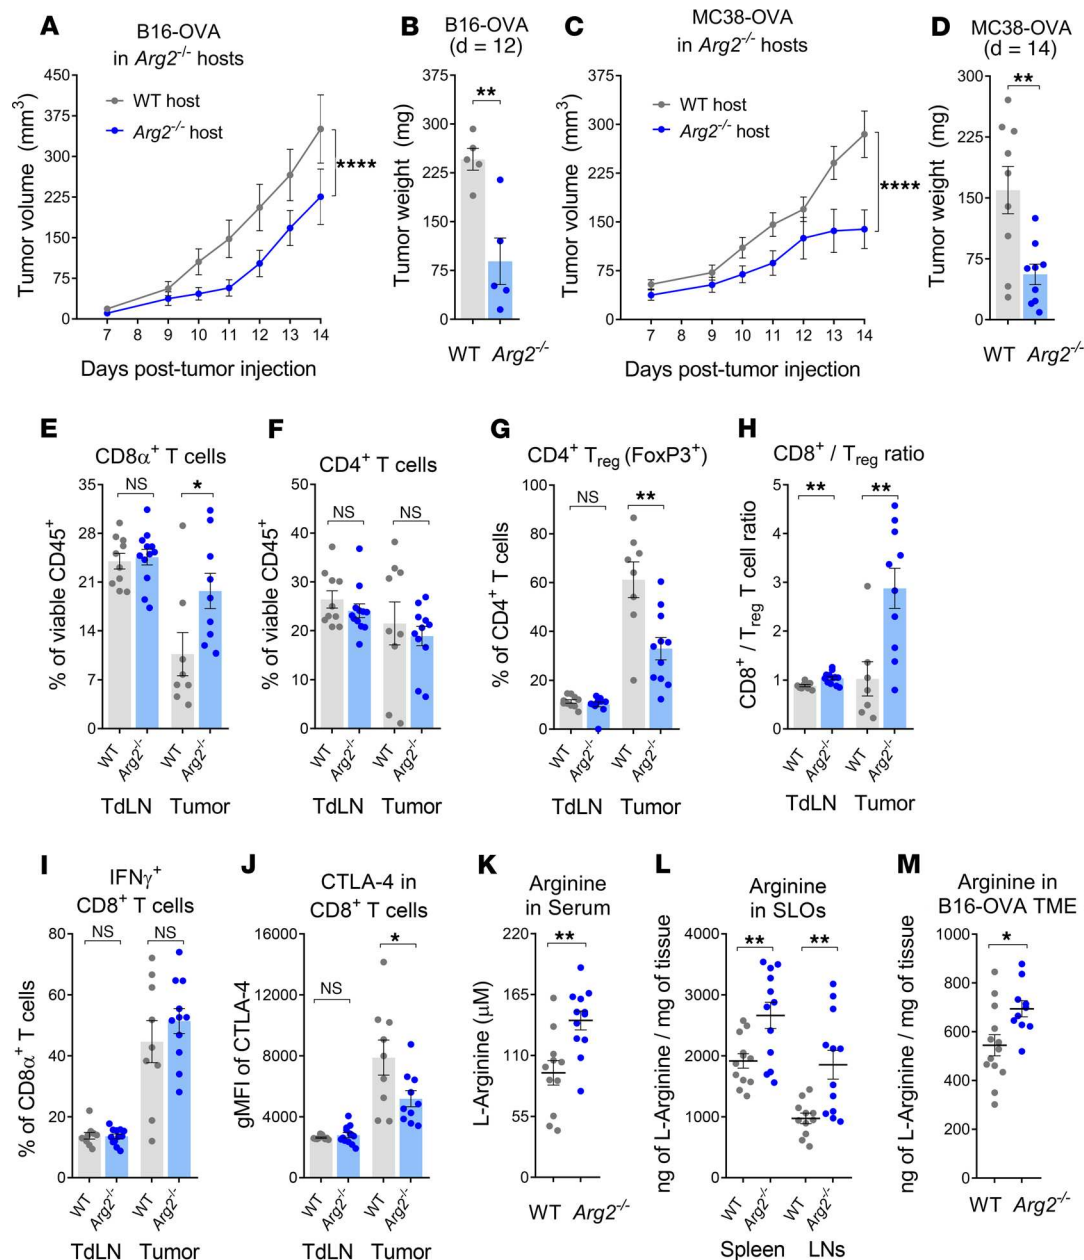 A
B16-OVA
in Arg2-/- hosts
Tumor volume (mm3)
450
375
300
225
150
75
0
WT host
Arg2-/- host
****
7 8 9 10 11 12 13 14
Days post-tumor injection
B
B16-OVA
(d = 12)
Tumor weight (mg)
375
300
225
150
75
0
**
WT Arg2-/-
C
MC38-OVA
in Arg2-/- hosts
Tumor volume (mm3)
375
300
225
150
75
0
WT host
Arg2-/- host
****
7 8 9 10 11 12 13 14
Days post-tumor injection
D
MC38-OVA
(d = 14)
Tumor weight (mg)
300
225
150
75
0
**
WT Arg2-/-
E
CD8α+ T cells
% of viable CD45+
35
28
21
14
7
0
NS
*
WT Arg2-/- WT Arg2-/-
TdLN Tumor
F
CD4+ T cells
% of viable CD45+
50
40
30
20
10
0
NS
NS
WT Arg2-/- WT Arg2-/-
TdLN Tumor
G
CD4+ Treg (FoxP3+)
% of CD4+ T cells
100
80
60
40
20
0
NS
**
WT Arg2-/- WT Arg2-/-
TdLN Tumor
H
CD8+ / Treg ratio
CD8+ / Treg T cell ratio
5
4
3
2
1
0
**
**
WT Arg2-/- WT Arg2-/-
TdLN Tumor
I
IFNγ+
CD8+ T cells
% of CD8α+ T cells
80
60
40
20
0
NS
NS
WT Arg2-/- WT Arg2-/-
TdLN Tumor
J
CTLA-4 in
CD8+ T cells
gMFI of CTLA-4
16000
12000
8000
4000
0
NS
*
WT Arg2-/- WT Arg2-/-
TdLN Tumor
K
Arginine
in Serum
L-Arginine (μM)
220
165
110
55
0
**
WT Arg2-/-
L
Arginine
in SLOs
ng of L-Arginine / mg of tissue
4000
3000
2000
1000
0
**
**
WT Arg2-/- WT Arg2-/-
Spleen LNs
M
Arginine in
B16-OVA TME
ng of L-Arginine / mg of tissue
1000
800
600
400
200
0
*
WT Arg2-/-